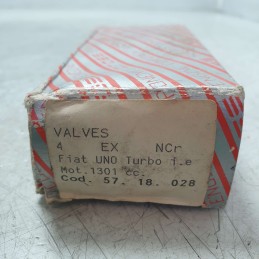 VALVES
4 EX NCr
Fiat UNO Turbo i.e
Mot.1301 cc.
Cod. 57. 18. 028